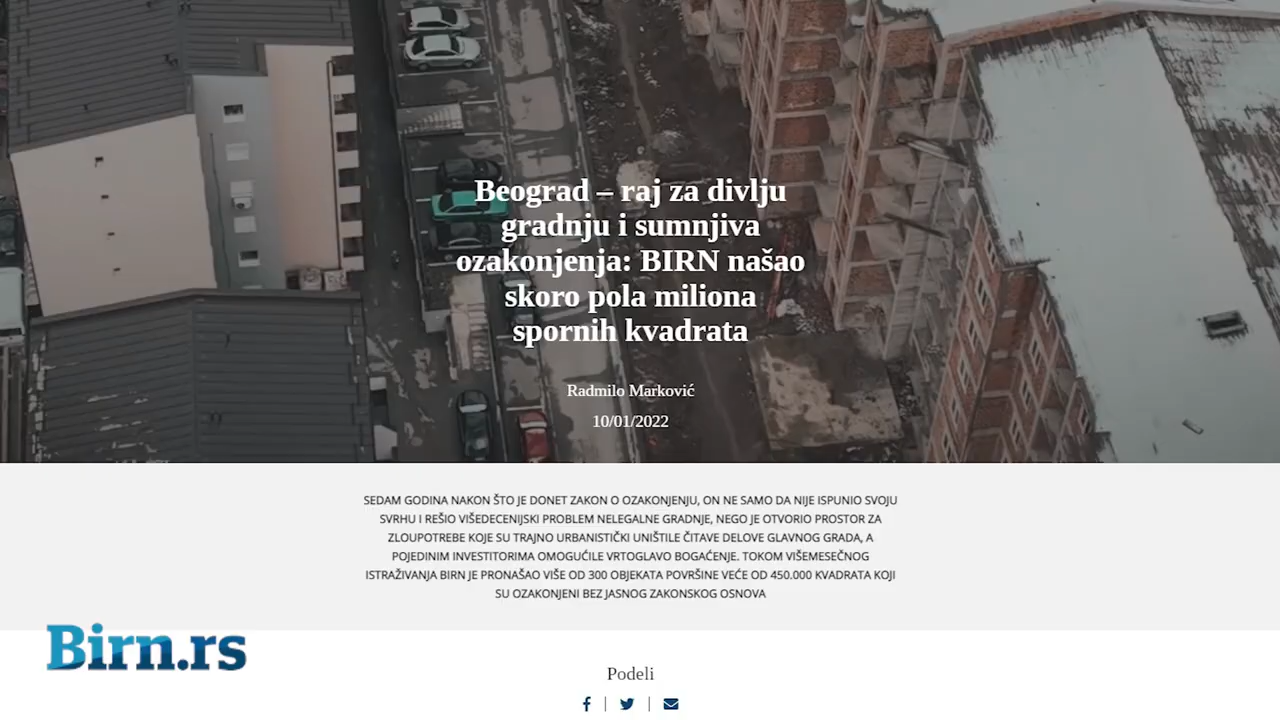 Beograd – raj za divlju
gradnju i sumnjiva
ozakonjenja: BIRN našao
skoro pola miliona
spornih kvadrata
Radmilo Marković
10/01/2022
SEDAM GODINA NAKON ŠTO JE DONET ZAKON O OZAKONJENJU, ON NE SAMO DA NIJE ISPUNIO SVOJU
SVRHU I REŠIO VIŠEDECENIJSKI PROBLEM NELEGALNE GRADNJE, NEGO JE OTVORIO PROSTOR ZA
ZLOUPOTREBE KOJE SU TRAJNO URBANISTIČKI UNIŠTILE ČITAVE DELOVE GLAVNOG GRADA, A
POJEDINIM INVESTITORIMA OMOGUĆILE VRTOGLAVO BOGAĆENJE. TOKOM VIŠEMESEČNOG
ISTRAŽIVANJA BIRN JE PRONAŠAO VIŠE OD 300 OBJEKATA POVRŠINE VEĆE OD 450.000 KVADRATA KOJI
SU OZAKONJENI BEZ JASNOG ZAKONSKOG OSNOVA
Birn.rs
Podeli